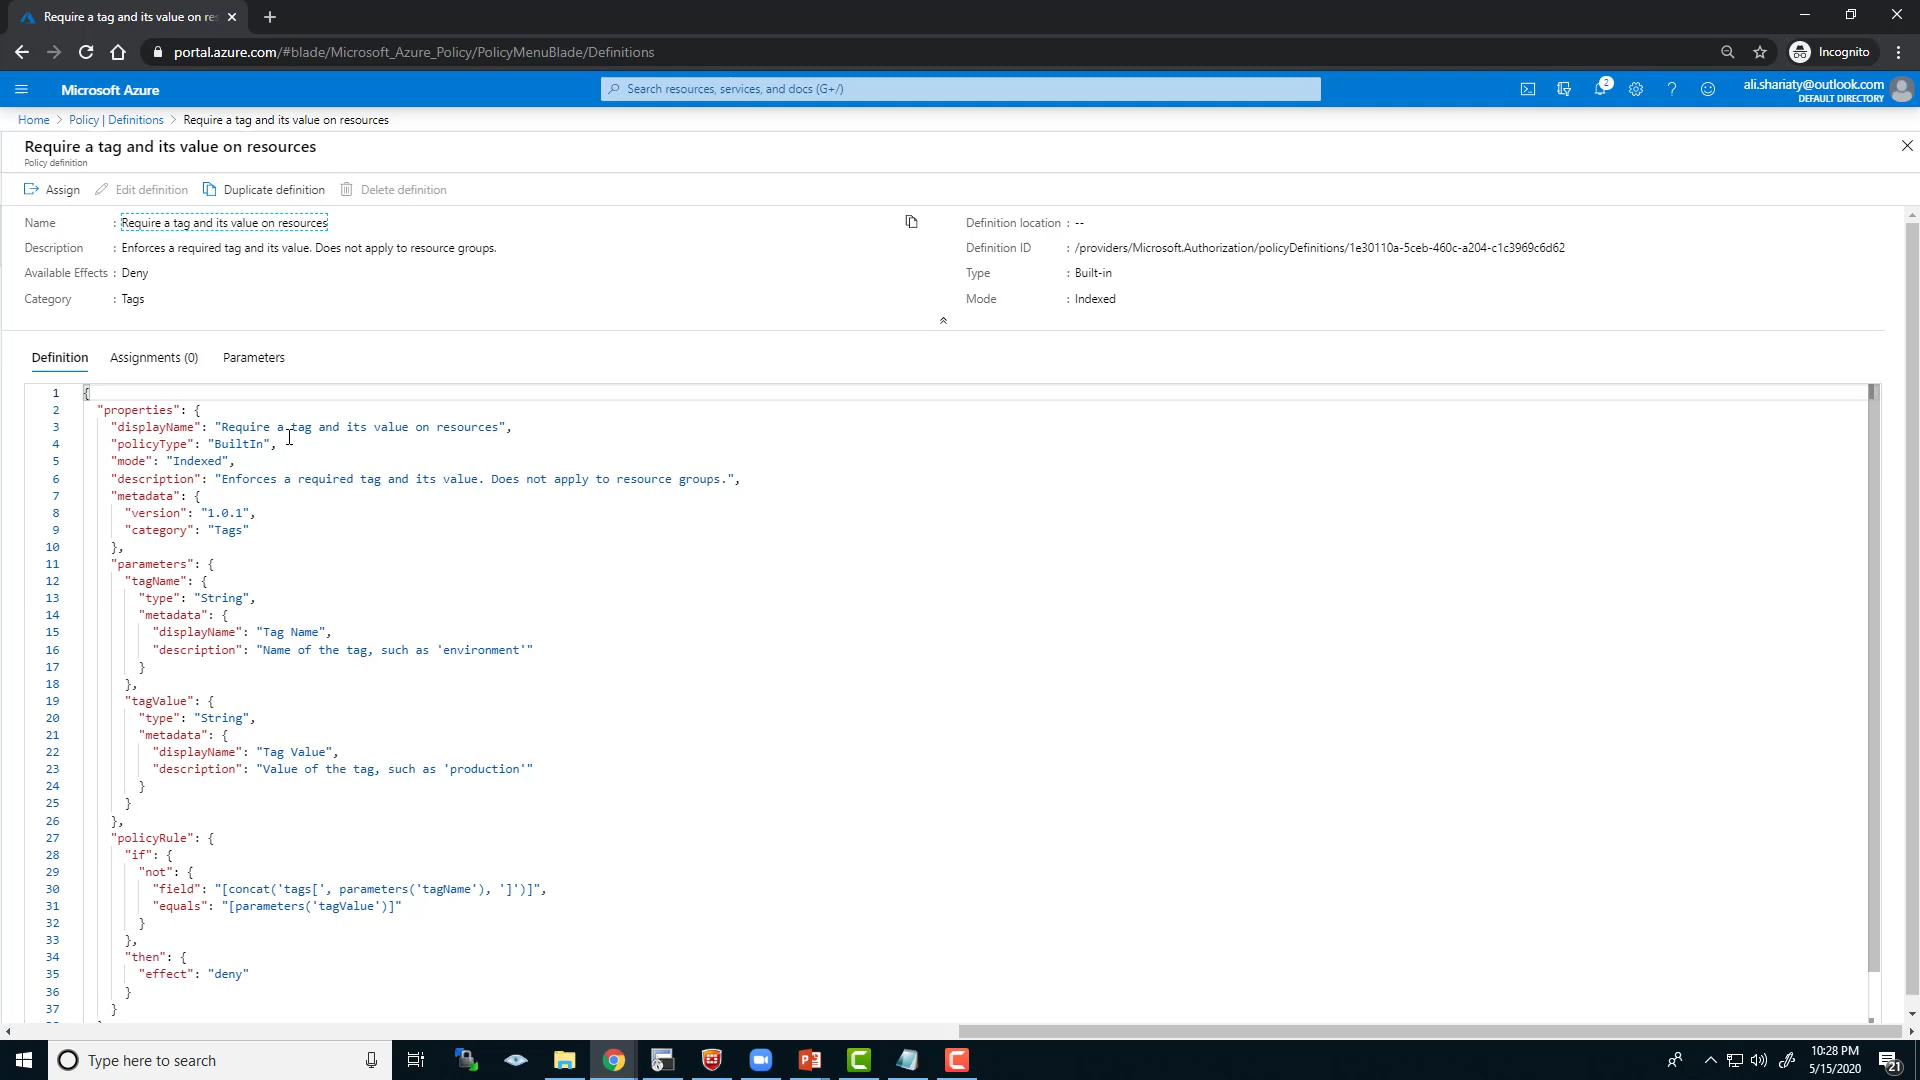 Require a tag and its value on res
portal.azure.com/#blade/Microsoft_Azure_Policy/PolicyMenuBlade/Definitions
Incognito
Microsoft Azure
Search resources, services, and docs (G+/)
2
ali.shariaty@outlook.com
DEFAULT DIRECTORY
Home > Policy | Definitions > Require a tag and its value on resources
Require a tag and its value on resources
Policy definition
Assign Edit definition Duplicate definition Delete definition
Name : Require a tag and its value on resources
Description : Enforces a required tag and its value. Does not apply to resource groups.
Available Effects : Deny
Category : Tags
Definition location : --
Definition ID : /providers/Microsoft.Authorization/policyDefinitions/1e30110a-5ceb-460c-a204-c1c3969c6d62
Type : Built-in
Mode : Indexed
Definition Assignments (0) Parameters
1 {
2 "properties": {
3 "displayName": "Require a tag and its value on resources",
4 "policyType": "BuiltIn",
5 "mode": "Indexed",
6 "description": "Enforces a required tag and its value. Does not apply to resource groups.",
7 "metadata": {
8 "version": "1.0.1",
9 "category": "Tags"
10 },
11 "parameters": {
12 "tagName": {
13 "type": "String",
14 "metadata": {
15 "displayName": "Tag Name",
16 "description": "Name of the tag, such as 'environment'"
17 }
18 },
19 "tagValue": {
20 "type": "String",
21 "metadata": {
22 "displayName": "Tag Value",
23 "description": "Value of the tag, such as 'production'"
24 }
25 }
26 },
27 "policyRule": {
28 "if": {
29 "not": {
30 "field": "[concat('tags[', parameters('tagName'), ']')]",
31 "equals": "[parameters('tagValue')]"
32 }
33 },
34 "then": {
35 "effect": "deny"
36 }
37 }
Type here to search
10:28 PM
5/15/2020
21